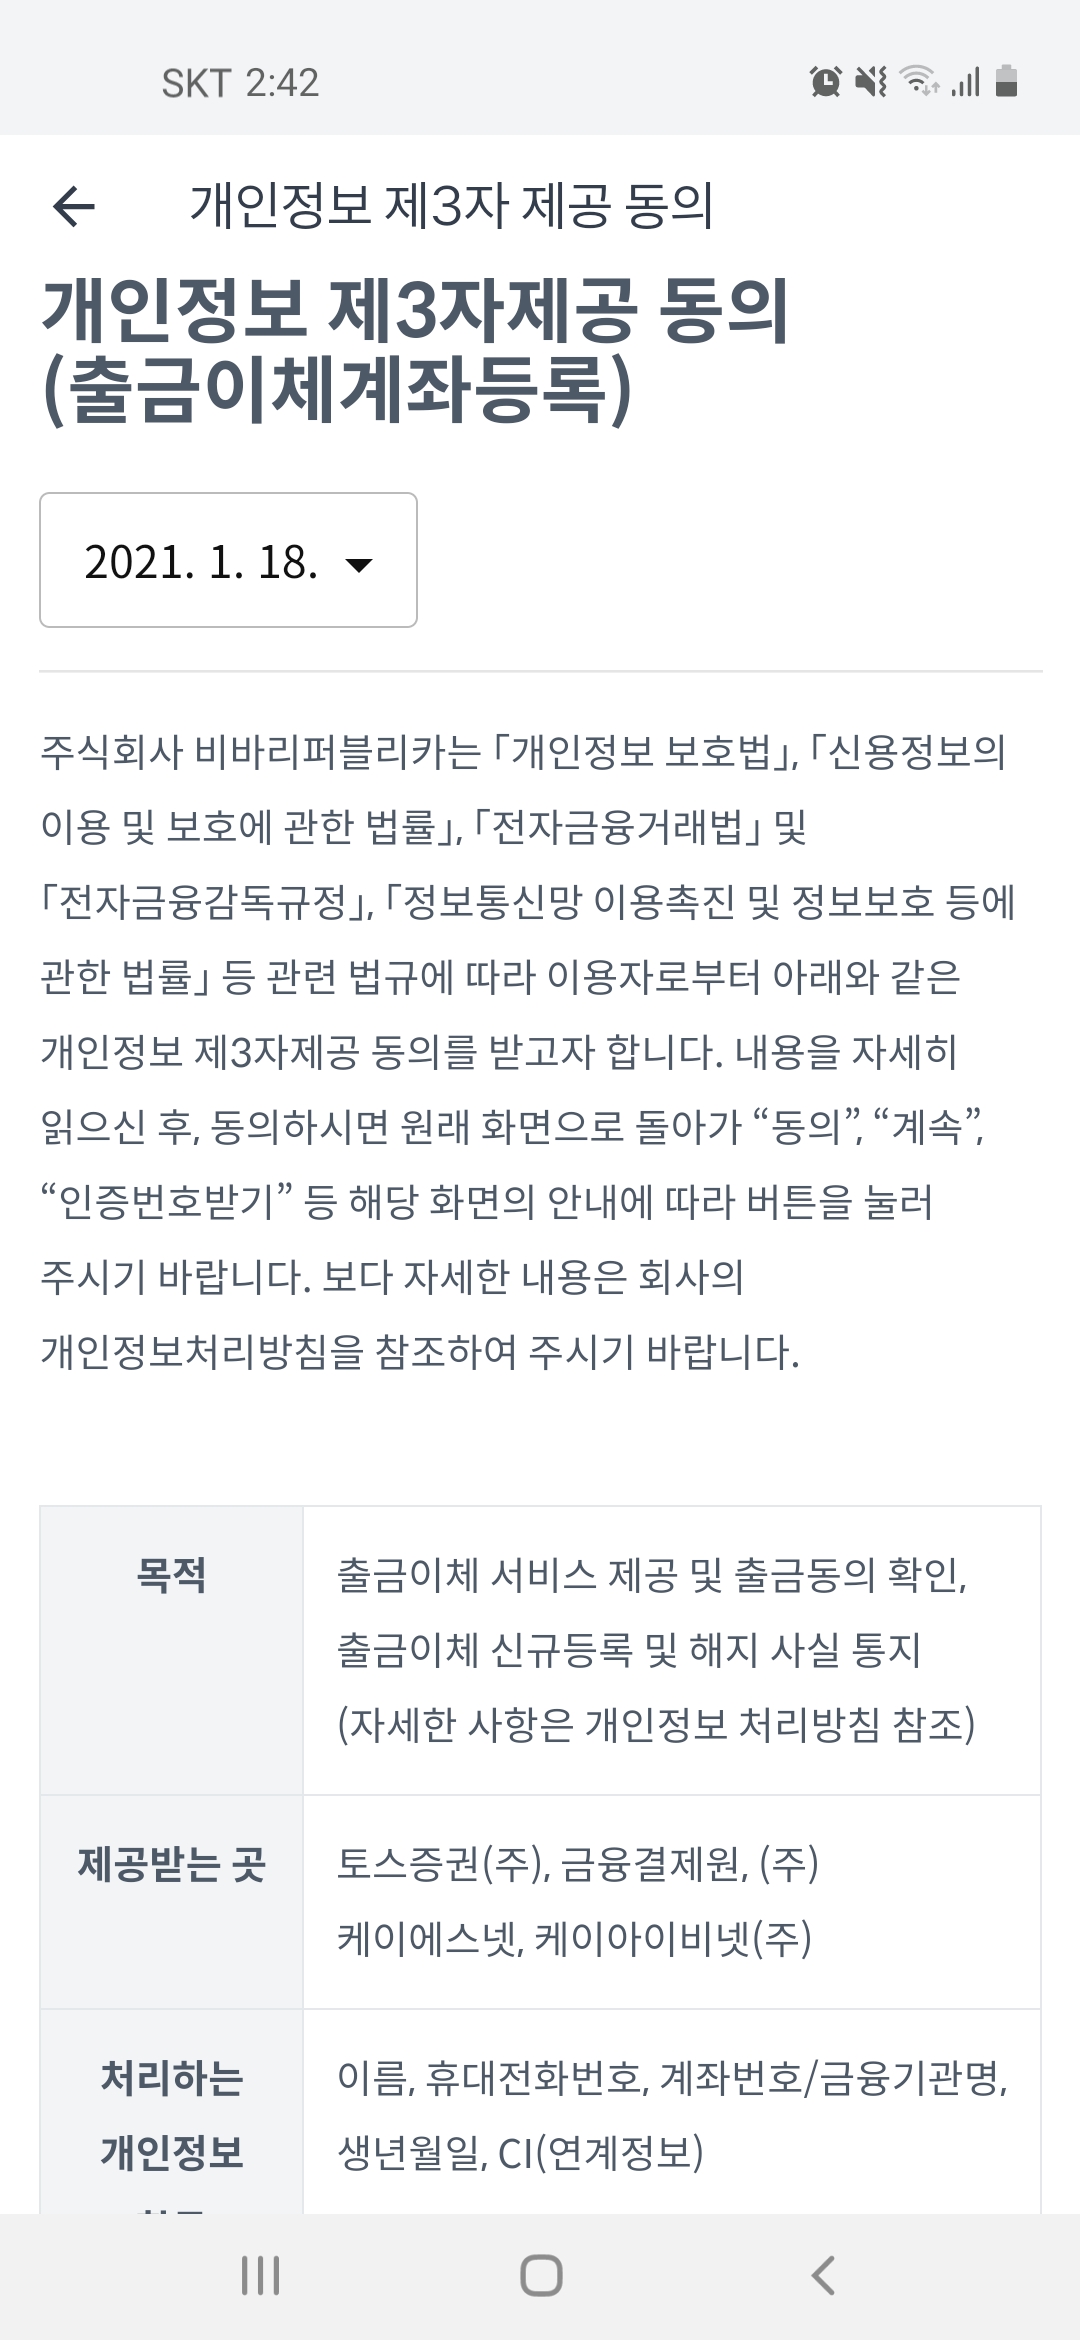 SKT 2:42
개인정보 제3자 제공 동의
개인정보 제3자제공 동의
(출금이체계좌등록)
2021. 1. 18.
주식회사 비바리퍼블리카는 「개인정보 보호법」, 「신용정보의
이용 및 보호에 관한 법률」, 「전자금융거래법」 및
「전자금융감독규정」, 「정보통신망 이용촉진 및 정보보호 등에
관한 법률」 등 관련 법규에 따라 이용자로부터 아래와 같은
개인정보 제3자제공 동의를 받고자 합니다. 내용을 자세히
읽으신 후, 동의하시면 원래 화면으로 돌아가 “동의”, “계속”,
“인증번호받기” 등 해당 화면의 안내에 따라 버튼을 눌러
주시기 바랍니다. 보다 자세한 내용은 회사의
개인정보처리방침을 참조하여 주시기 바랍니다.
목적
출금이체 서비스 제공 및 출금동의 확인,
출금이체 신규등록 및 해지 사실 통지
(자세한 사항은 개인정보 처리방침 참조)
제공받는 곳
토스증권(주), 금융결제원, (주)
케이에스넷, 케이아이비넷(주)
처리하는
개인정보
이름, 휴대전화번호, 계좌번호/금융기관명,
생년월일, CI(연계정보)